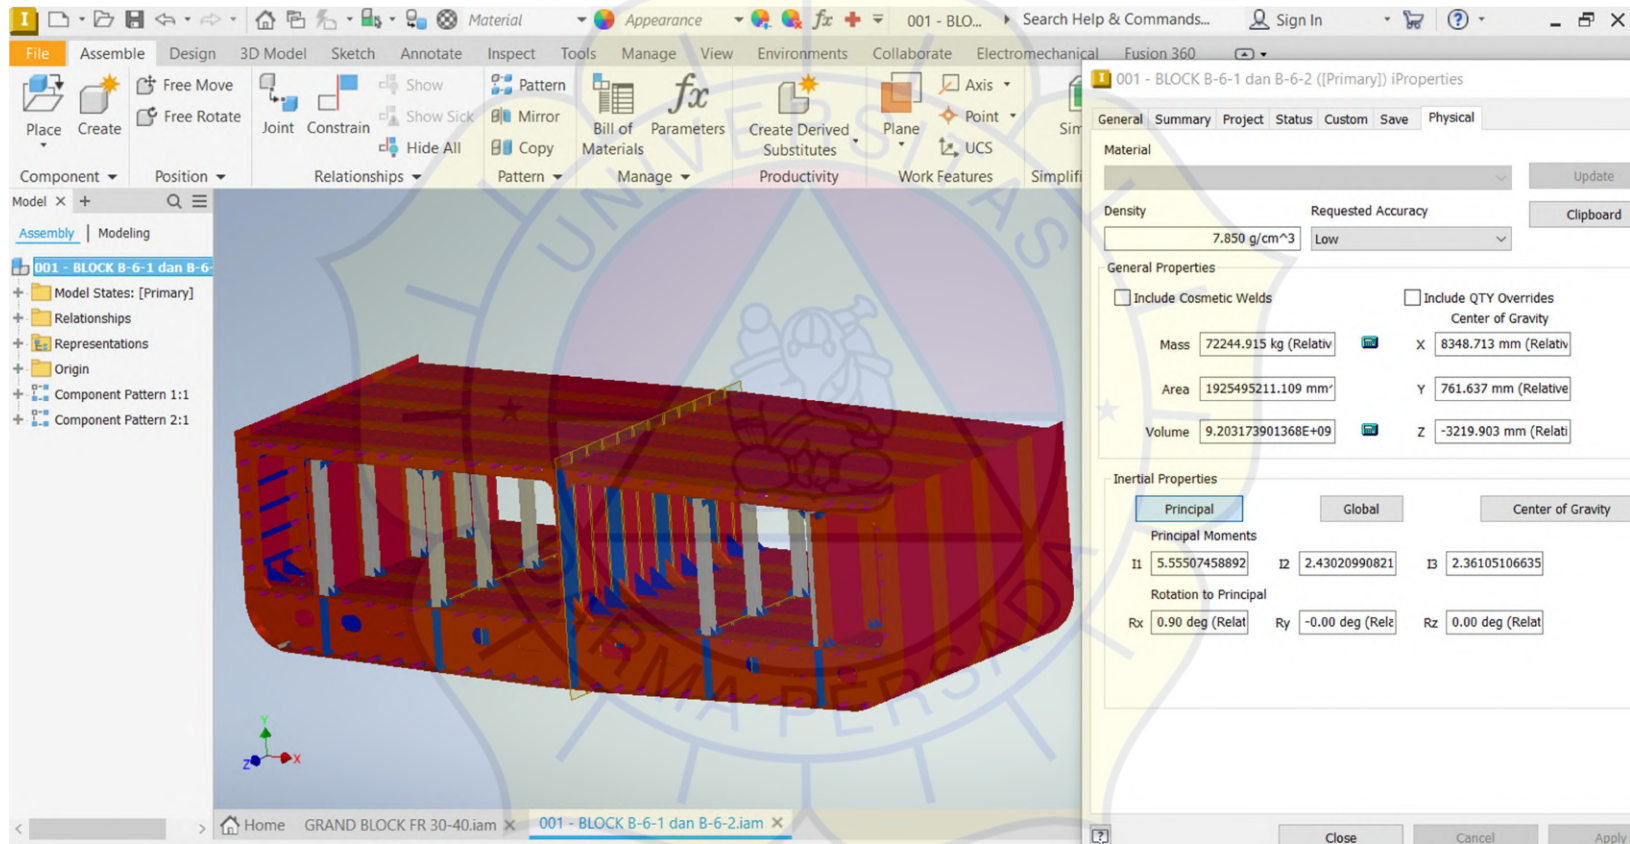 Material
Appearance
fx
001 - BLO...
Search Help & Commands...
Sign In
File Assemble Design 3D Model Sketch Annotate Inspect Tools Manage View Environments Collaborate Electromechanical Fusion 360
Place
Create
Free Move
Free Rotate
Joint
Constrain
Show
Show Sick
Hide All
Pattern
Mirror
Copy
Bill of
Materials
fx
Parameters
Create Derived
Substitutes
Plane
Axis
Point
UCS
Sim
Component
Position
Relationships
Pattern
Manage
Productivity
Work Features
Simplifi
Model
Assembly
Modeling
001 - BLOCK B-6-1 dan B-6-
Model States: [Primary]
Relationships
Representations
Origin
Component Pattern 1:1
Component Pattern 2:1
UNIVERSITAS
DARMA PERSADA
Y
Z
X
Home
GRAND BLOCK FR 30-40.iam
001 - BLOCK B-6-1 dan B-6-2.iam
001 - BLOCK B-6-1 dan B-6-2 ([Primary]) iProperties
General Summary Project Status Custom Save Physical
Material
Update
Density
Requested Accuracy
Clipboard
7.850 g/cm^3
Low
General Properties
Include Cosmetic Welds
Include QTY Overrides
Center of Gravity
Mass 72244.915 kg (Relativ
X 8348.713 mm (Relativ
Area 1925495211.109 mm^
Y 761.637 mm (Relative
Volume 9.203173901368E+09
Z -3219.903 mm (Relati
Inertial Properties
Principal
Global
Center of Gravity
Principal Moments
I1 5.55507458892
I2 2.43020990821
I3 2.36105106635
Rotation to Principal
Rx 0.90 deg (Relat
Ry -0.00 deg (Rela
Rz 0.00 deg (Relat
Close
Cancel
Apply